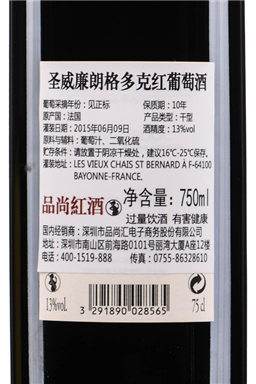 圣威廉朗格多克红葡萄酒
葡萄采摘年份：见正标 保质期：10年
原产国：法国 产品类型：干型
灌装日期：2015年06月09日 酒精度：13%vol
原料与辅料：葡萄汁、二氧化硫
贮存条件：请放置于阴凉干燥处，建议16℃-25℃保存。
灌装地址：LES VIEUX CHAIS ST BERNARD À F-64100
BAYONNE-FRANCE.
净含量：750ml
品尚红酒
过量饮酒 有害健康
国内经销商：深圳市品尚汇电子商务股份有限公司
地址：深圳市南山区前海路0101号丽湾大厦A座12楼
电话：400-1519-888 传真：0755-86328610
13%vol.
3 291890 028565
75 cl